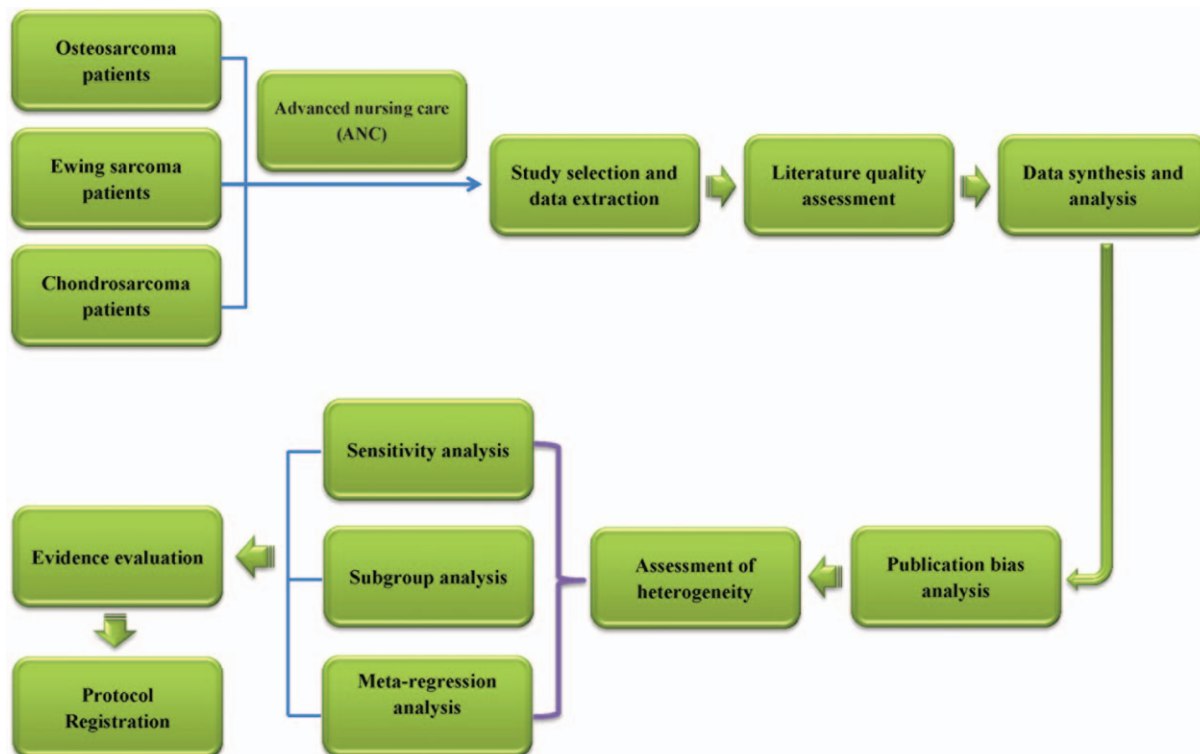 Osteosarcoma
patients
Ewing sarcoma
patients
Chondrosarcoma
patients
Advanced nursing care
(ANC)
Study selection and
data extraction
Literature quality
assessment
Data synthesis and
analysis
Publication bias
analysis
Assessment of
heterogeneity
Sensitivity analysis
Subgroup analysis
Meta-regression
analysis
Evidence evaluation
Protocol
Registration